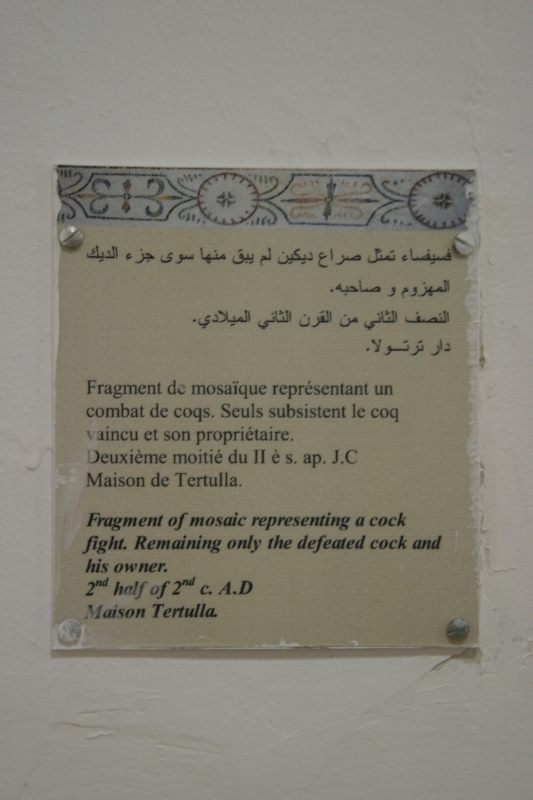 فسيفساء تمثل صراع ديكين لم يبق منها سوى جزء الديك
المهزوم و صاحبه.
النصف الثاني من القرن الثاني الميلادي.
دار ترتـــولا.
Fragment de mosaïque représentant un
combat de coqs. Seuls subsistent le coq
vaincu et son propriétaire.
Deuxième moitié du II è s. ap. J.C
Maison de Tertulla.
Fragment of mosaic representing a cock
fight. Remaining only the defeated cock and
his owner.
2nd half of 2nd c. A.D
Maison Tertulla.